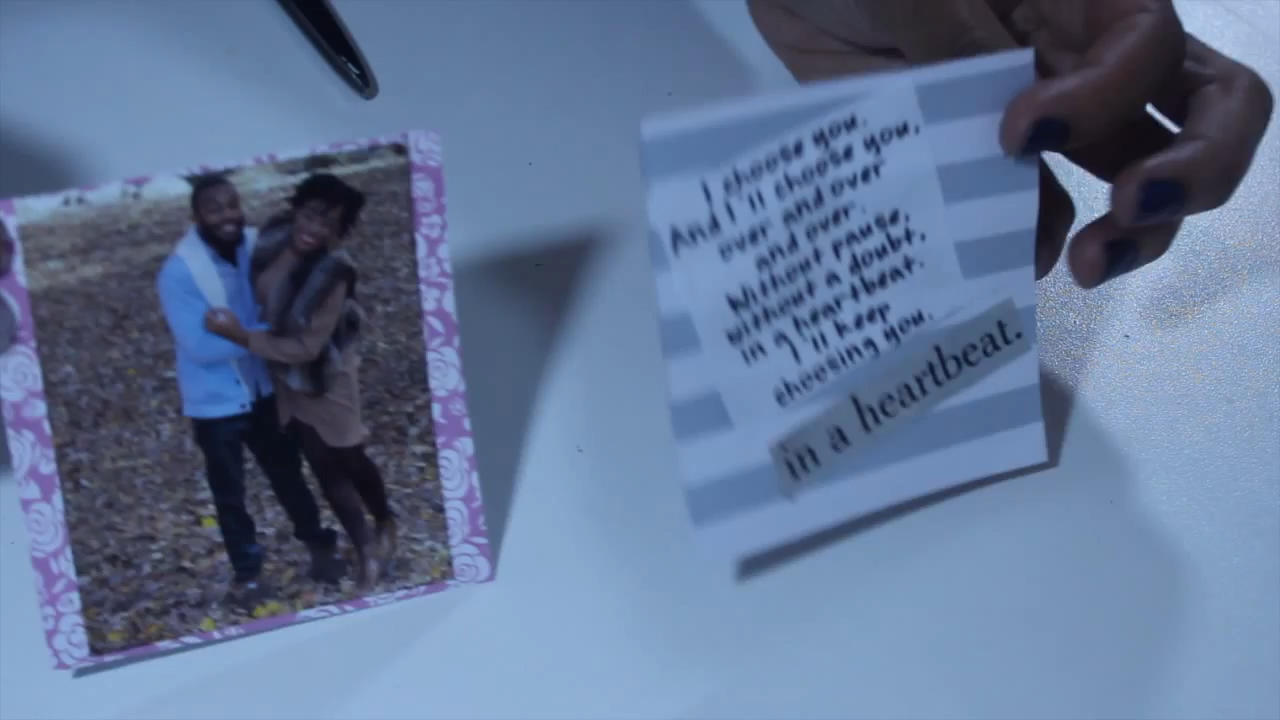 I choose you.
And I'll choose you,
over and over
and over.
Without pause,
without a doubt,
in a heartbeat.
I'll keep
choosing you.
in a heartbeat.